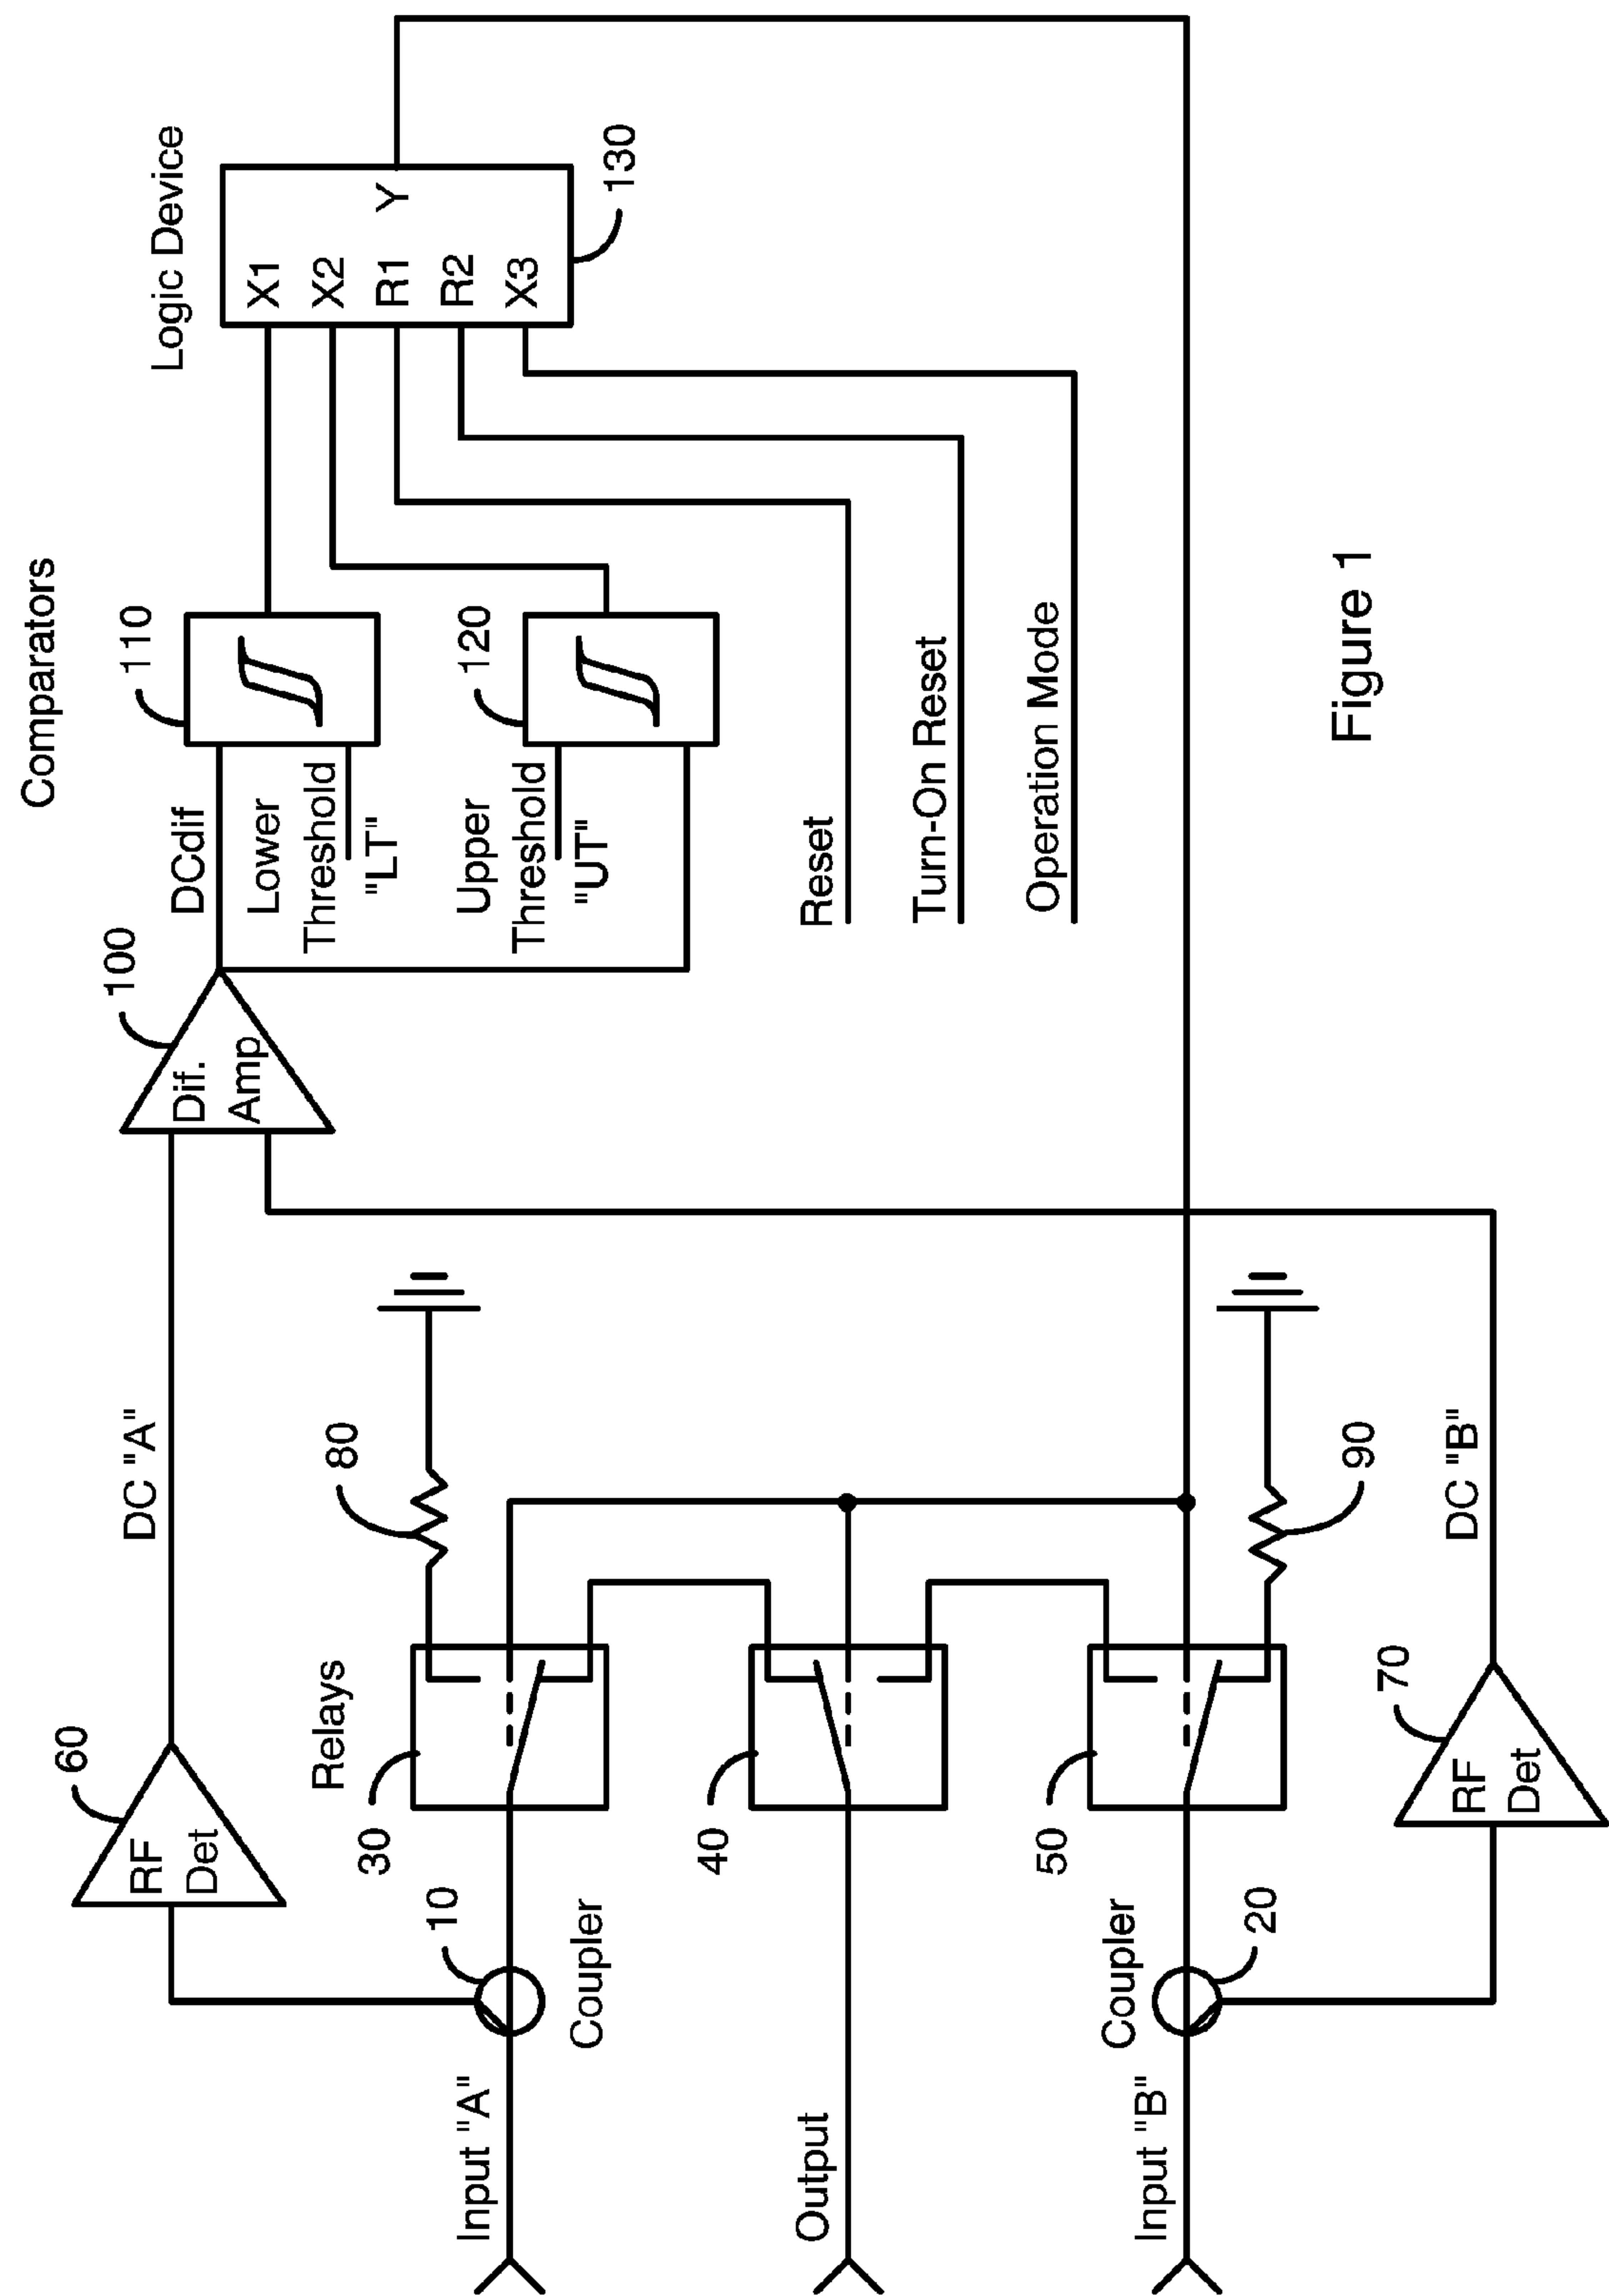 Comparators
Logic Device
100
110
DCdif
Lower
Threshold
"LT"
120
Upper
Threshold
"UT"
X1
X2
R1
R2
X3
Y
130
Dif.
Amp
DC "A"
60
RF
Det
Relays
80
30
10
Coupler
Input "A"
Reset
Turn-On Reset
Operation Mode
40
Output
50
Coupler
20
Input "B"
90
70
RF
Det
DC "B"
Figure 1